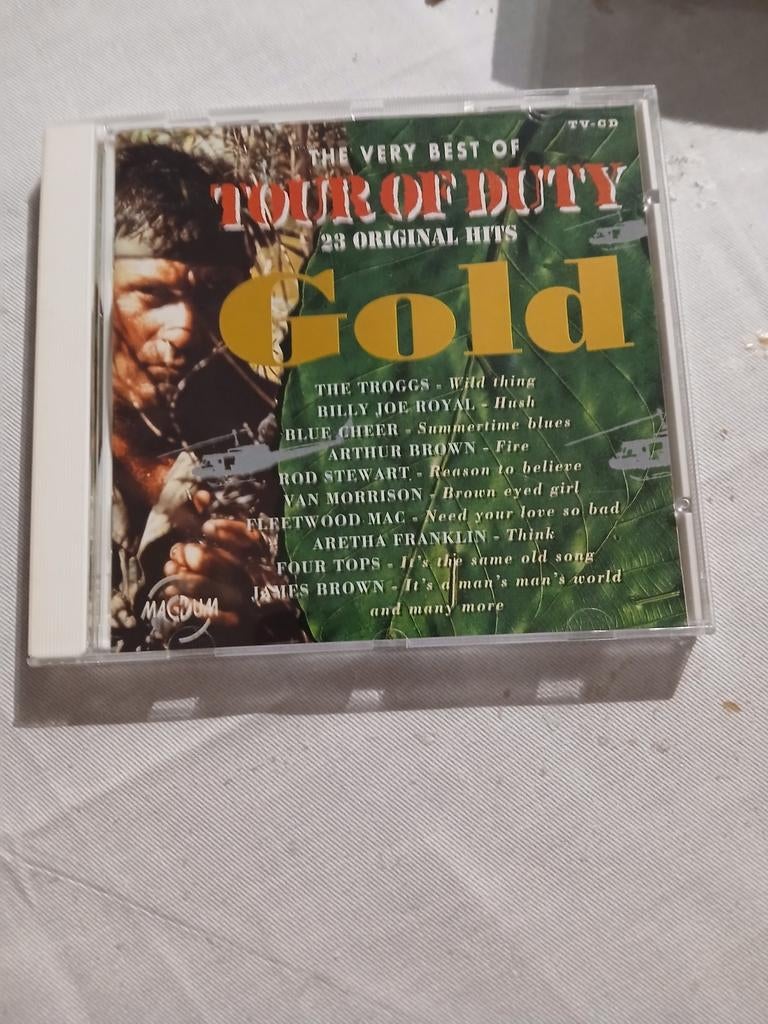 TV-CD
THE VERY BEST OF
TOUR OF DUTY
23 ORIGINAL HITS
Gold
THE TROGGS - Wild thing
BILLY JOE ROYAL - Hush
BLUE CHEER - Summertime blues
ARTHUR BROWN - Fire
ROD STEWART - Reason to believe
VAN MORRISON - Brown eyed girl
FLEETWOOD MAC - Need your love so bad
ARETHA FRANKLIN - Think
FOUR TOPS - It's the same old song
JAMES BROWN - It's a man's man's world
and many more
MAGNUM